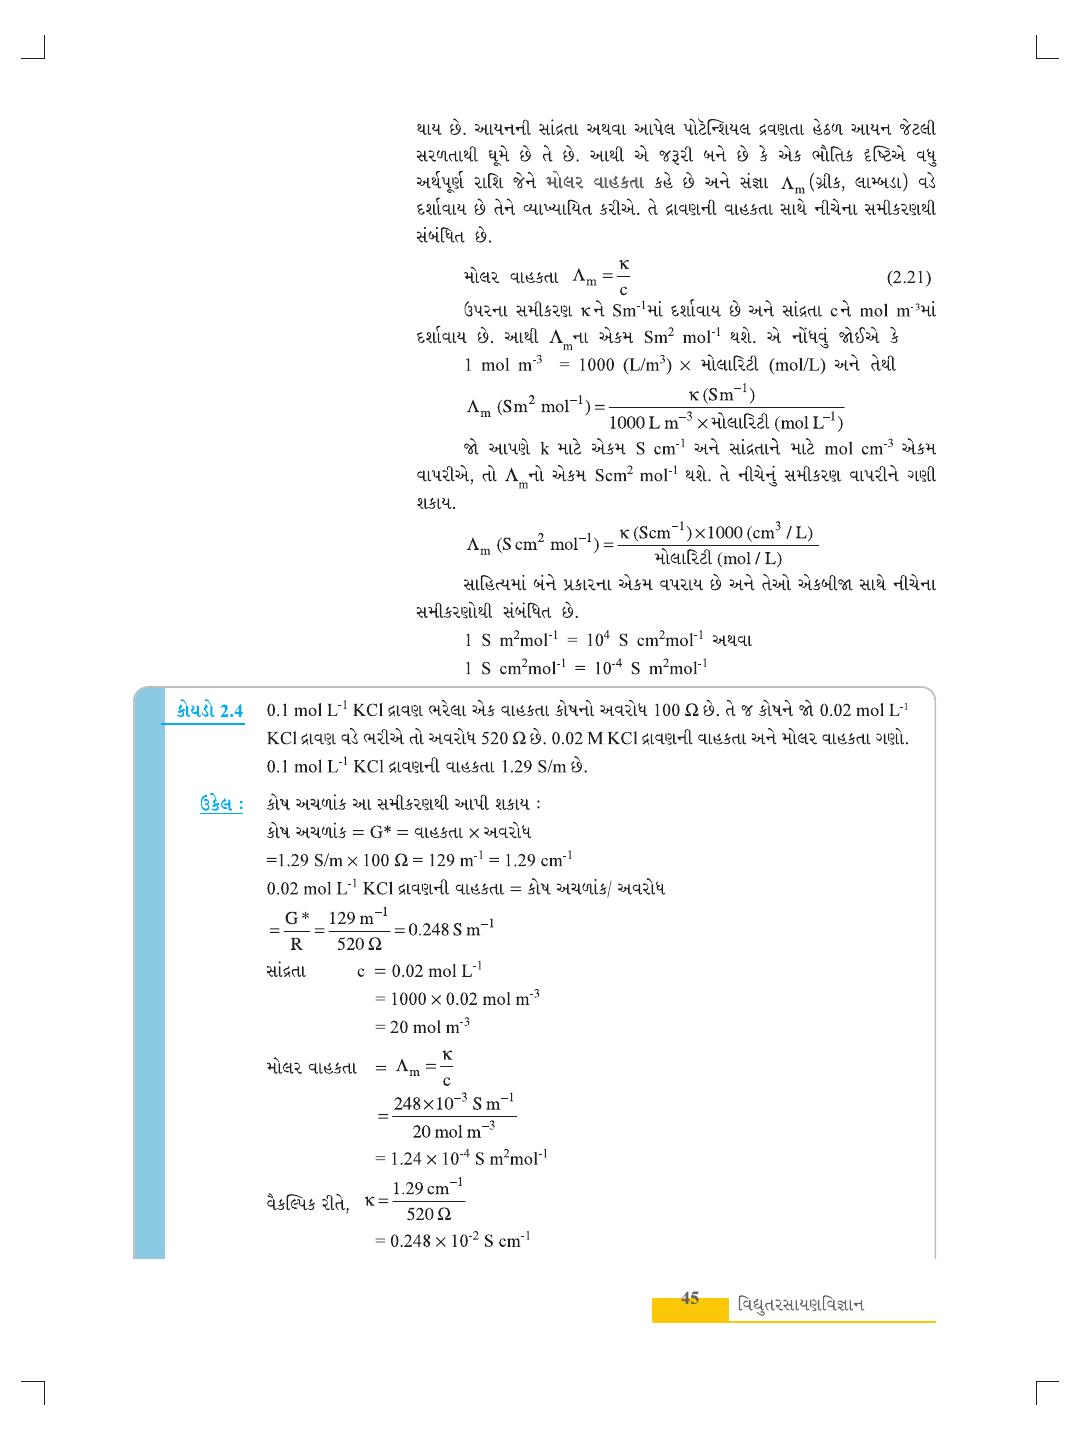 થાય છે. આયનની સાંદ્રતા અથવા આપેલ પોટૅન્શિયલ દ્રવણતા હેઠળ આયન જેટલી
સરળતાથી ઘૂમે છે તે છે. આથી એ જરૂરી બને છે કે એક ભૌતિક દૃષ્ટિએ વધુ
અર્થપૂર્ણ રાશિ જેને મોલર વાહકતા કહે છે અને સંજ્ઞા Λm (ગ્રીક, લામ્બડા) વડે
દર્શાવાય છે તેને વ્યાખ્યાયિત કરીએ. તે દ્રાવણની વાહકતા સાથે નીચેના સમીકરણથી
સંબંધિત છે.
મોલર વાહકતા Λm = κ/c (2.21)
ઉપરના સમીકરણ κને Sm⁻¹માં દર્શાવાય છે અને સાંદ્રતા cને mol m⁻³માં
દર્શાવાય છે. આથી Λmના એકમ Sm² mol⁻¹ થશે. એ નોંધવું જોઈએ કે
1 mol m⁻³ = 1000 (L/m³) × મોલારિટી (mol/L) અને તેથી
Λm (Sm² mol⁻¹) = κ (Sm⁻¹) / 1000 L m⁻³ × મોલારિટી (mol L⁻¹)
જો આપણે k માટે એકમ S cm⁻¹ અને સાંદ્રતાને માટે mol cm⁻³ એકમ
વાપરીએ, તો Λmનો એકમ Scm² mol⁻¹ થશે. તે નીચેનું સમીકરણ વાપરીને ગણી
શકાય.
Λm (S cm² mol⁻¹) = κ (Scm⁻¹) × 1000 (cm³ / L) / મોલારિટી (mol / L)
સાહિત્યમાં બંને પ્રકારના એકમ વપરાય છે અને તેઓ એકબીજા સાથે નીચેના
સમીકરણોથી સંબંધિત છે.
1 S m²mol⁻¹ = 10⁴ S cm²mol⁻¹ અથવા
1 S cm²mol⁻¹ = 10⁻⁴ S m²mol⁻¹
કોયડો 2.4 0.1 mol L⁻¹ KCl દ્રાવણ ભરેલા એક વાહકતા કોષનો અવરોધ 100 Ω છે. તે જ કોષને જો 0.02 mol L⁻¹
KCl દ્રાવણ વડે ભરીએ તો અવરોધ 520 Ω છે. 0.02 M KCl દ્રાવણની વાહકતા અને મોલર વાહકતા ગણો.
0.1 mol L⁻¹ KCl દ્રાવણની વાહકતા 1.29 S/m છે.
ઉકેલ : કોષ અચળાંક આ સમીકરણથી આપી શકાય :
કોષ અચળાંક = G* = વાહકતા × અવરોધ
=1.29 S/m × 100 Ω = 129 m⁻¹ = 1.29 cm⁻¹
0.02 mol L⁻¹ KCl દ્રાવણની વાહકતા = કોષ અચળાંક/ અવરોધ
= G*/R = 129 m⁻¹ / 520 Ω = 0.248 S m⁻¹
સાંદ્રતા c = 0.02 mol L⁻¹
= 1000 × 0.02 mol m⁻³
= 20 mol m⁻³
મોલર વાહકતા = Λm = κ/c
= 248×10⁻³ S m⁻¹ / 20 mol m⁻³
= 1.24 × 10⁻⁴ S m²mol⁻¹
વૈકલ્પિક રીતે, κ = 1.29 cm⁻¹ / 520 Ω
= 0.248 × 10⁻² S cm⁻¹
45 વિદ્યુતરસાયણવિજ્ઞાન